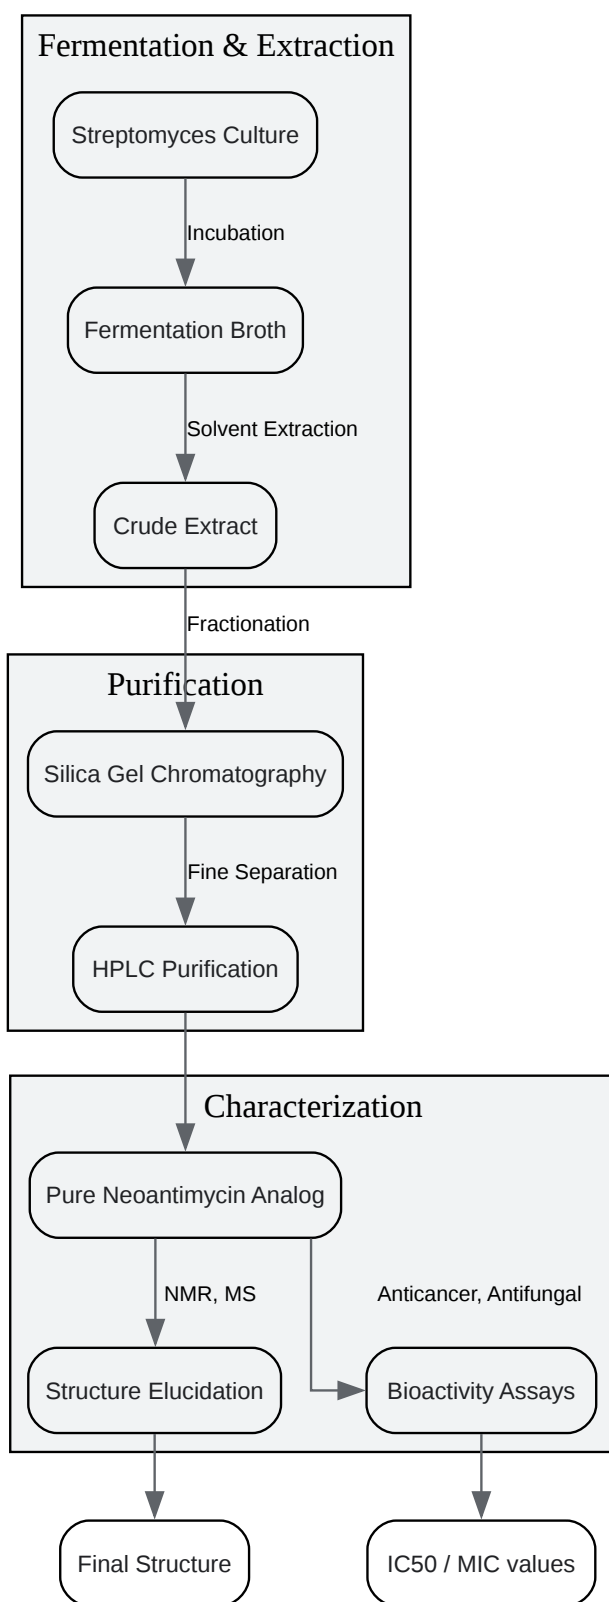 Fermentation & Extraction
Streptomyces Culture
Incubation
Fermentation Broth
Solvent Extraction
Crude Extract
Fractionation
Purification
Silica Gel Chromatography
Fine Separation
HPLC Purification
Characterization
Pure Neoantimycin Analog
NMR, MS
Anticancer, Antifungal
Structure Elucidation
Bioactivity Assays
Final Structure
IC50 / MIC values